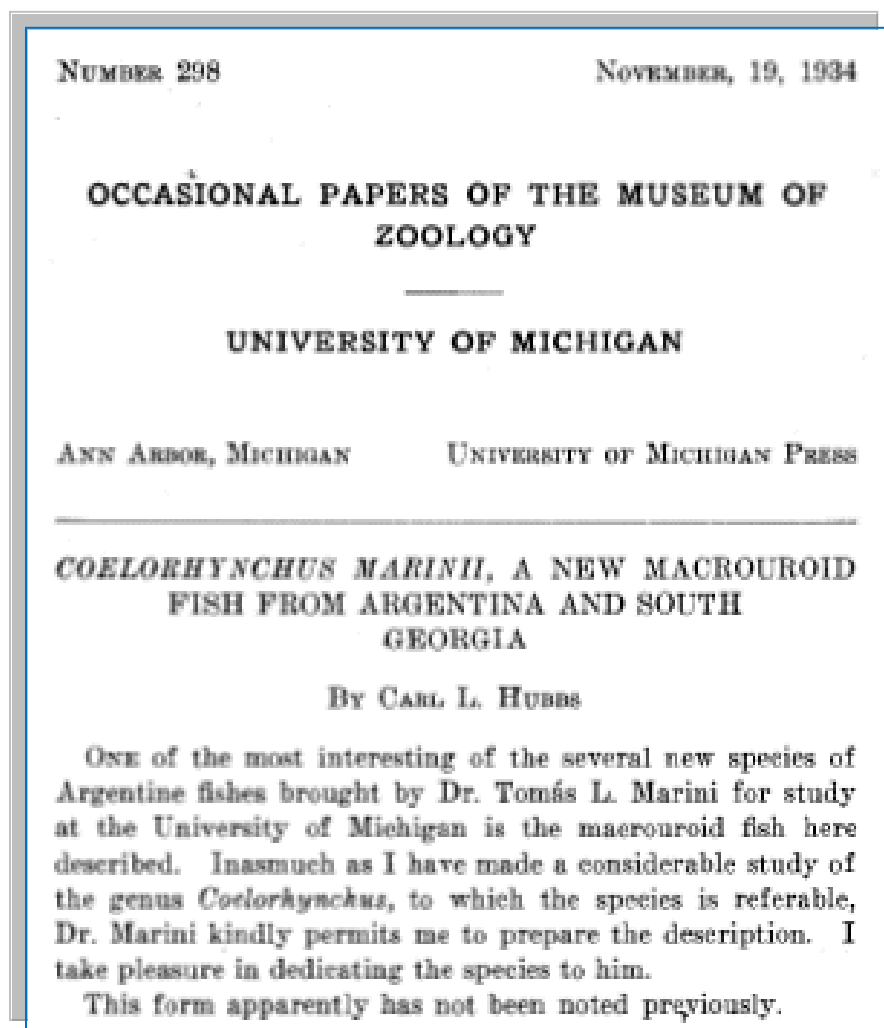 NUMBER 298 NOVEMBER, 19, 1934
OCCASIONAL PAPERS OF THE MUSEUM OF
ZOOLOGY
UNIVERSITY OF MICHIGAN
ANN ARBOR, MICHIGAN UNIVERSITY OF MICHIGAN PRESS
COELORHYNCHUS MARINII, A NEW MACROUROID
FISH FROM ARGENTINA AND SOUTH
GEORGIA
BY CARL L. HUBBS
ONE of the most interesting of the several new species of
Argentine fishes brought by Dr. Tomás L. Marini for study
at the University of Michigan is the macrouroid fish here
described. Inasmuch as I have made a considerable study of
the genus Coelorhynchus, to which the species is referable,
Dr. Marini kindly permits me to prepare the description. I
take pleasure in dedicating the species to him.
This form apparently has not been noted previously.